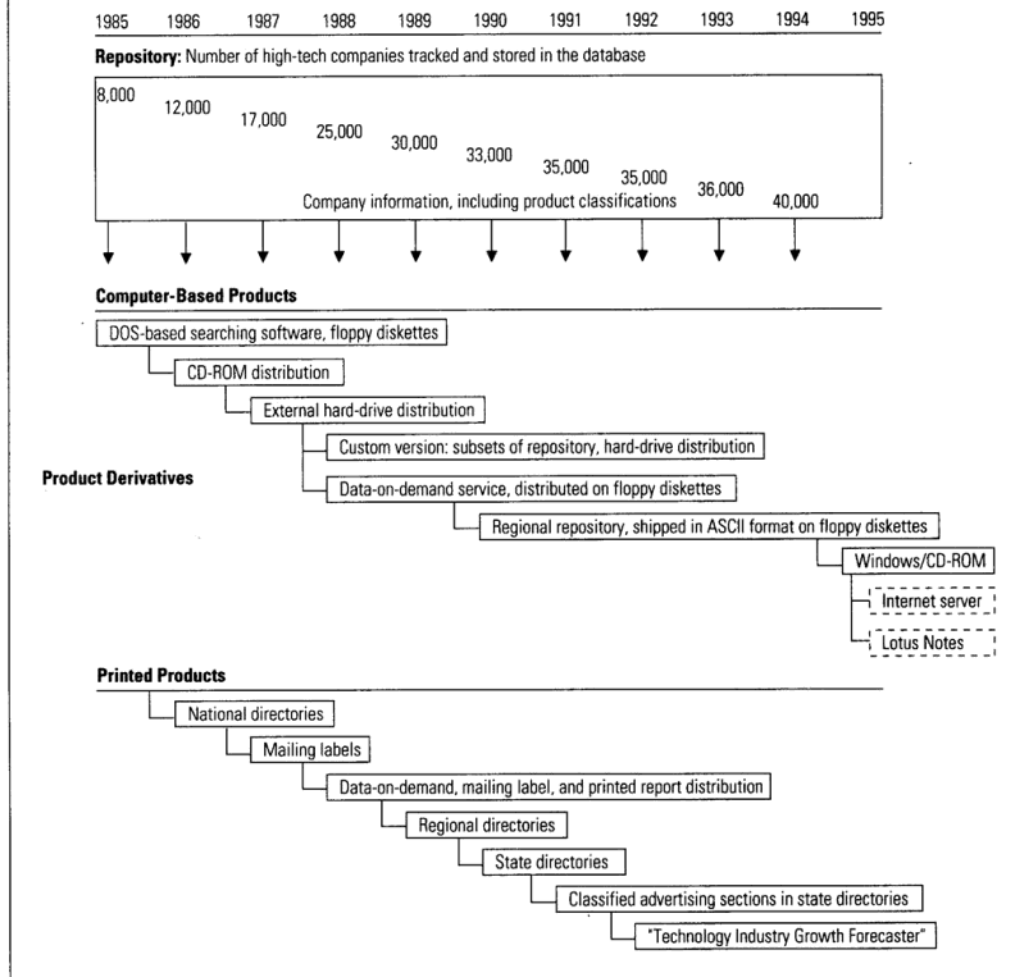 1985 1986 1987 1988 1989 1990 1991 1992 1993 1994 1995
Repository: Number of high-tech companies tracked and stored in the database
8,000
12,000
17,000
25,000
30,000
33,000
35,000
35,000
36,000
40,000
Company information, including product classifications
Computer-Based Products
DOS-based searching software, floppy diskettes
CD-ROM distribution
External hard-drive distribution
Custom version: subsets of repository, hard-drive distribution
Product Derivatives
Data-on-demand service, distributed on floppy diskettes
Regional repository, shipped in ASCII format on floppy diskettes
Windows/CD-ROM
Internet server
Lotus Notes
Printed Products
National directories
Mailing labels
Data-on-demand, mailing label, and printed report distribution
Regional directories
State directories
Classified advertising sections in state directories
"Technology Industry Growth Forecaster"